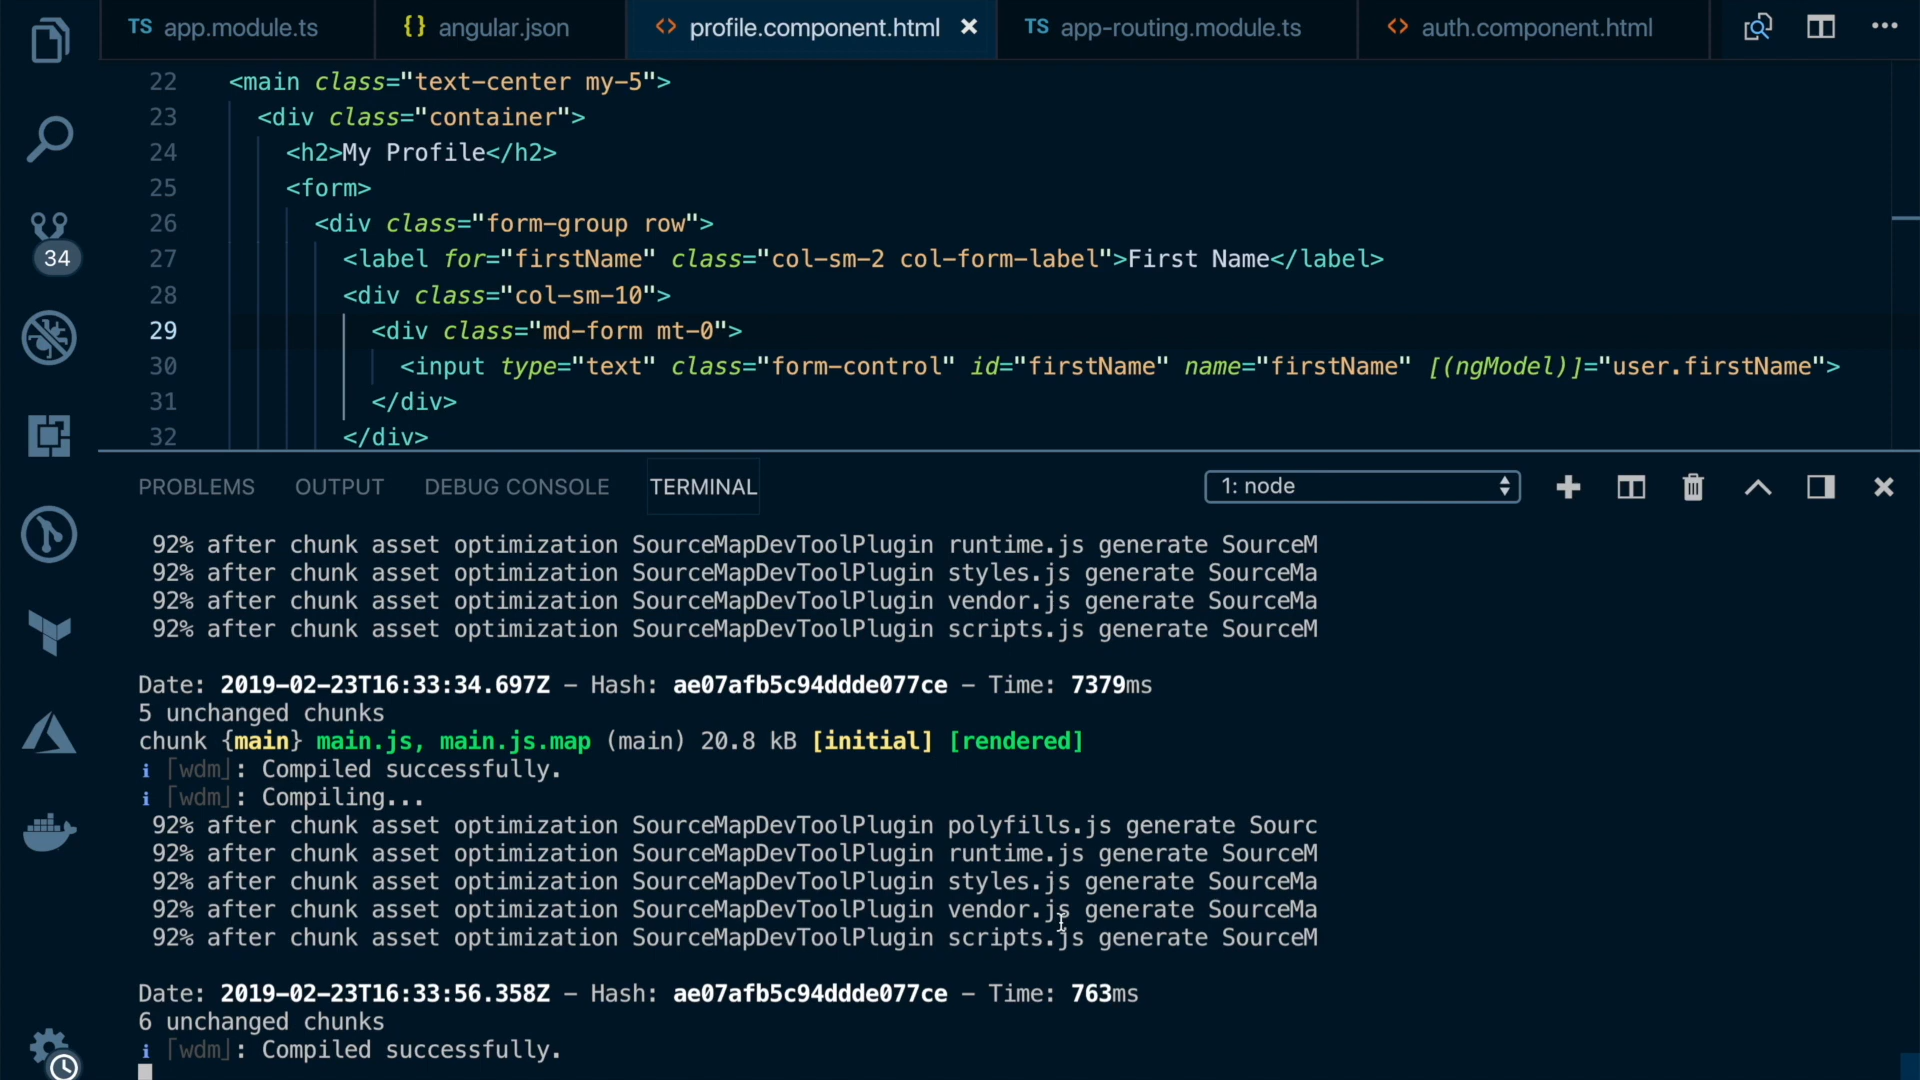 TS app.module.ts
{} angular.json
<> profile.component.html ×
TS app-routing.module.ts
<> auth.component.html
34
22 <main class="text-center my-5">
23 <div class="container">
24 <h2>My Profile</h2>
25 <form>
26 <div class="form-group row">
27 <label for="firstName" class="col-sm-2 col-form-label">First Name</label>
28 <div class="col-sm-10">
29 <div class="md-form mt-0">
30 <input type="text" class="form-control" id="firstName" name="firstName" [(ngModel)]="user.firstName">
31 </div>
32 </div>
PROBLEMS OUTPUT DEBUG CONSOLE TERMINAL 1: node
92% after chunk asset optimization SourceMapDevToolPlugin runtime.js generate SourceM
92% after chunk asset optimization SourceMapDevToolPlugin styles.js generate SourceMa
92% after chunk asset optimization SourceMapDevToolPlugin vendor.js generate SourceMa
92% after chunk asset optimization SourceMapDevToolPlugin scripts.js generate SourceM
Date: 2019-02-23T16:33:34.697Z - Hash: ae07afb5c94ddde077ce - Time: 7379ms
5 unchanged chunks
chunk {main} main.js, main.js.map (main) 20.8 kB [initial] [rendered]
i ｢wdm｣: Compiled successfully.
i ｢wdm｣: Compiling...
92% after chunk asset optimization SourceMapDevToolPlugin polyfills.js generate Sourc
92% after chunk asset optimization SourceMapDevToolPlugin runtime.js generate SourceM
92% after chunk asset optimization SourceMapDevToolPlugin styles.js generate SourceMa
92% after chunk asset optimization SourceMapDevToolPlugin vendor.js generate SourceMa
92% after chunk asset optimization SourceMapDevToolPlugin scripts.js generate SourceM
Date: 2019-02-23T16:33:56.358Z - Hash: ae07afb5c94ddde077ce - Time: 763ms
6 unchanged chunks
i ｢wdm｣: Compiled successfully.